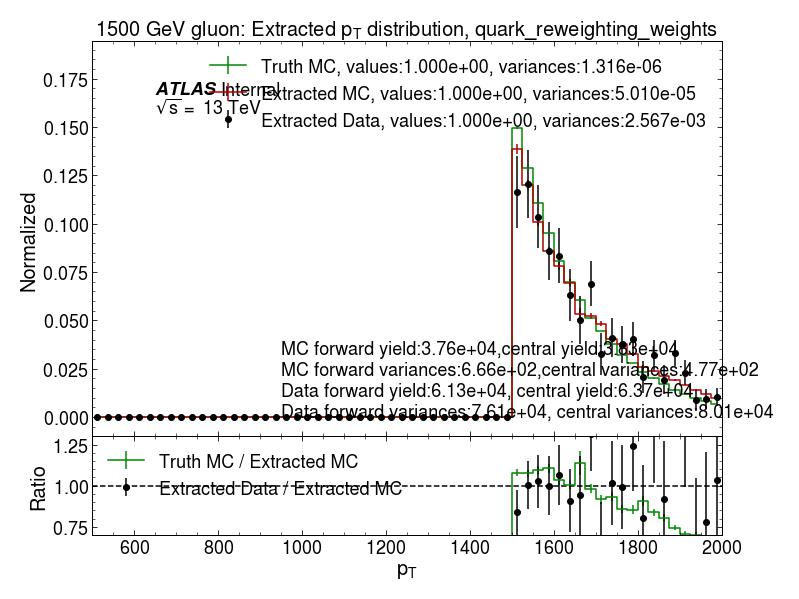 1500 GeV gluon: Extracted pT distribution, quark_reweighting_weights
Truth MC, values:1.000e+00, variances:1.316e-06
ATLAS Internal
Extracted MC, values:1.000e+00, variances:5.010e-05
√s = 13 TeV
Extracted Data, values:1.000e+00, variances:2.567e-03
Normalized
0.175
0.150
0.125
0.100
0.075
0.050
0.025
0.000
MC forward yield:3.76e+04,central yield:3.83e+04
MC forward variances:6.66e+02,central variances:4.77e+02
Data forward yield:6.13e+04, central yield:6.37e+04
Data forward variances:7.61e+04, central variances:8.01e+04
Ratio
1.25
1.00
0.75
Truth MC / Extracted MC
Extracted Data / Extracted MC
600 800 1000 1200 1400 1600 1800 2000
pT